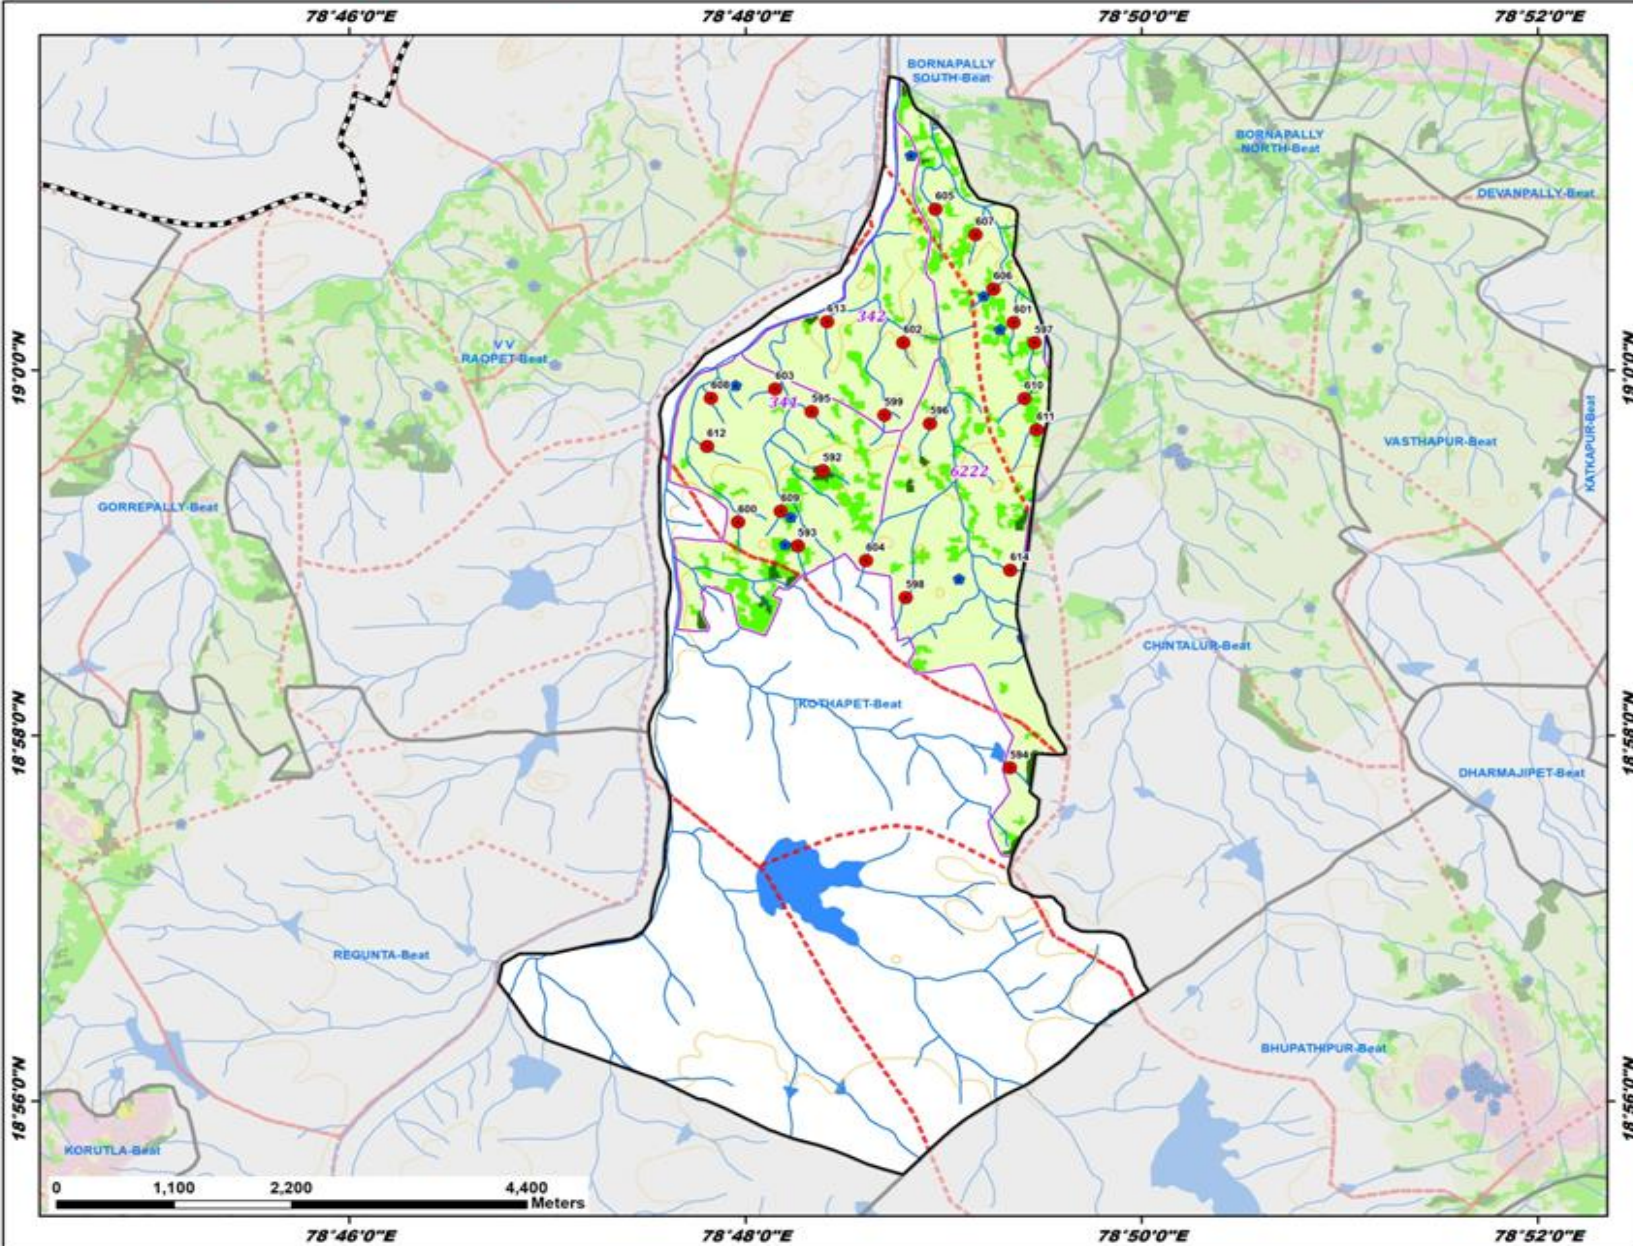 78°46'0"E 78°48'0"E 78°50'0"E 78°52'0"E
BORNAPALLY
SOUTH-Beat
BORNAPALLY
NORTH-Beat
DEVANPALLY-Beat
605
607
606
613
342
601
602
597
19°0'0"N
19°0'0"N
V V
RAOPET-Beat
603
608
610
341
595
599
596
KATKAPUR-Beat
611
612
VASTHAPUR-Beat
592
6222
609
GORREPALLY-Beat
600
593
604
614
598
CHINTALUR-Beat
KOTHAPET-Beat
18°58'0"N
18°58'0"N
594
DHARMAJIPET-Beat
REGUNTA-Beat
BHUPATHIPUR-Beat
18°56'0"N
18°56'0"N
KORUTLA-Beat
0 1,100 2,200 4,400
Meters
78°46'0"E 78°48'0"E 78°50'0"E 78°52'0"E